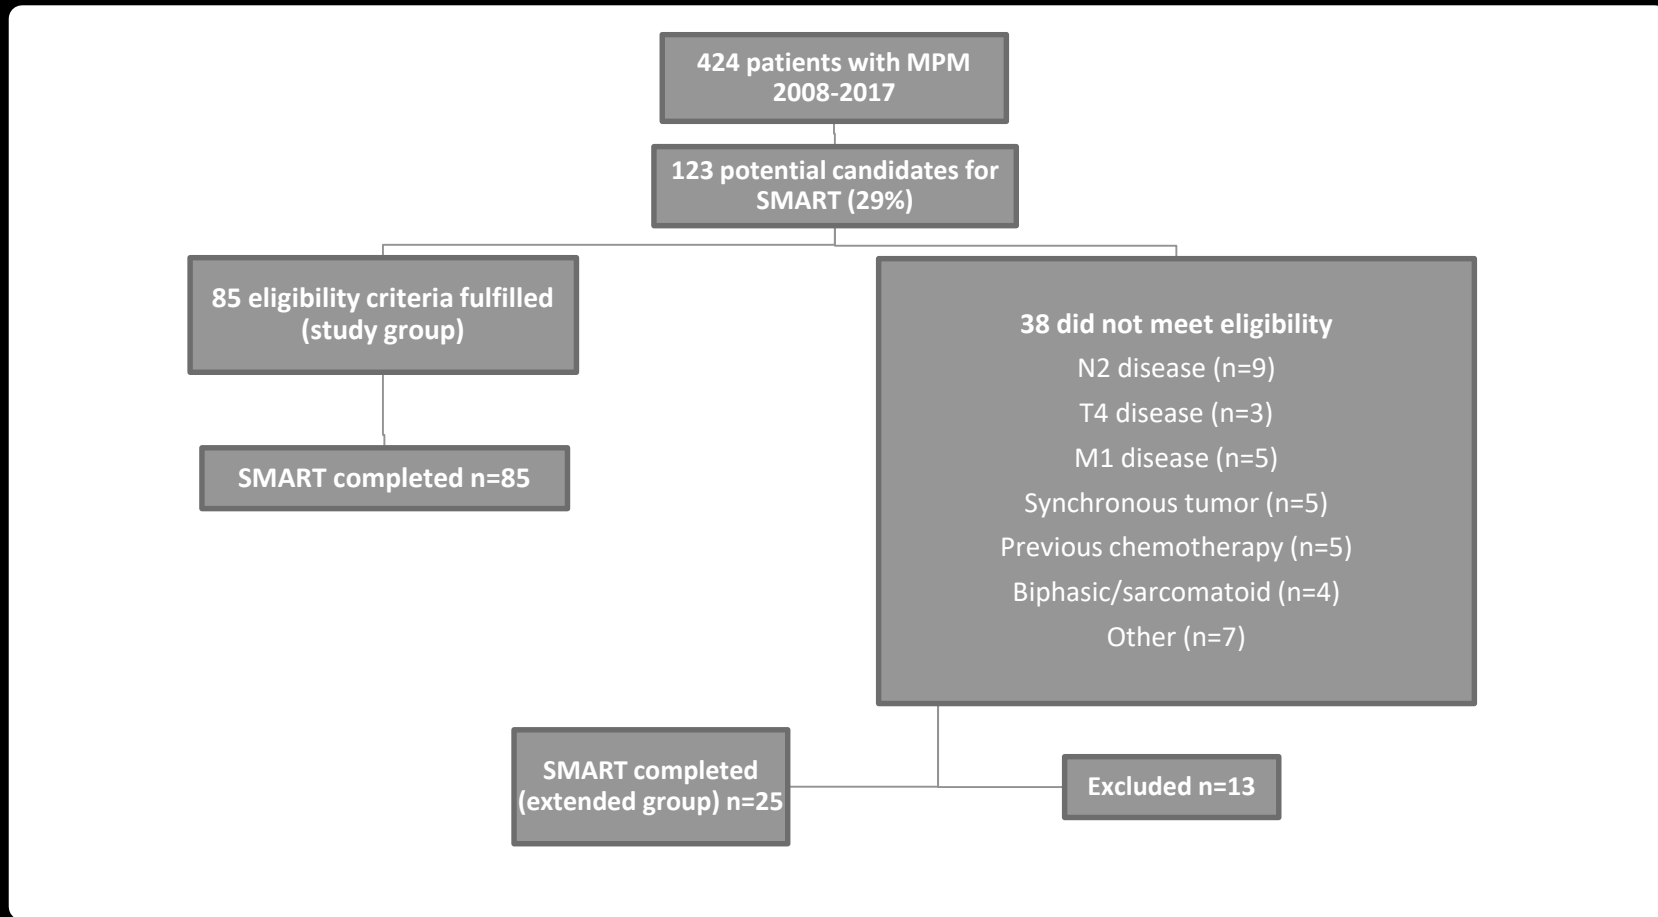 424 patients with MPM
2008-2017
123 potential candidates for
SMART (29%)
85 eligibility criteria fulfilled
(study group)
SMART completed n=85
38 did not meet eligibility
N2 disease (n=9)
T4 disease (n=3)
M1 disease (n=5)
Synchronous tumor (n=5)
Previous chemotherapy (n=5)
Biphasic/sarcomatoid (n=4)
Other (n=7)
SMART completed
(extended group) n=25
Excluded n=13